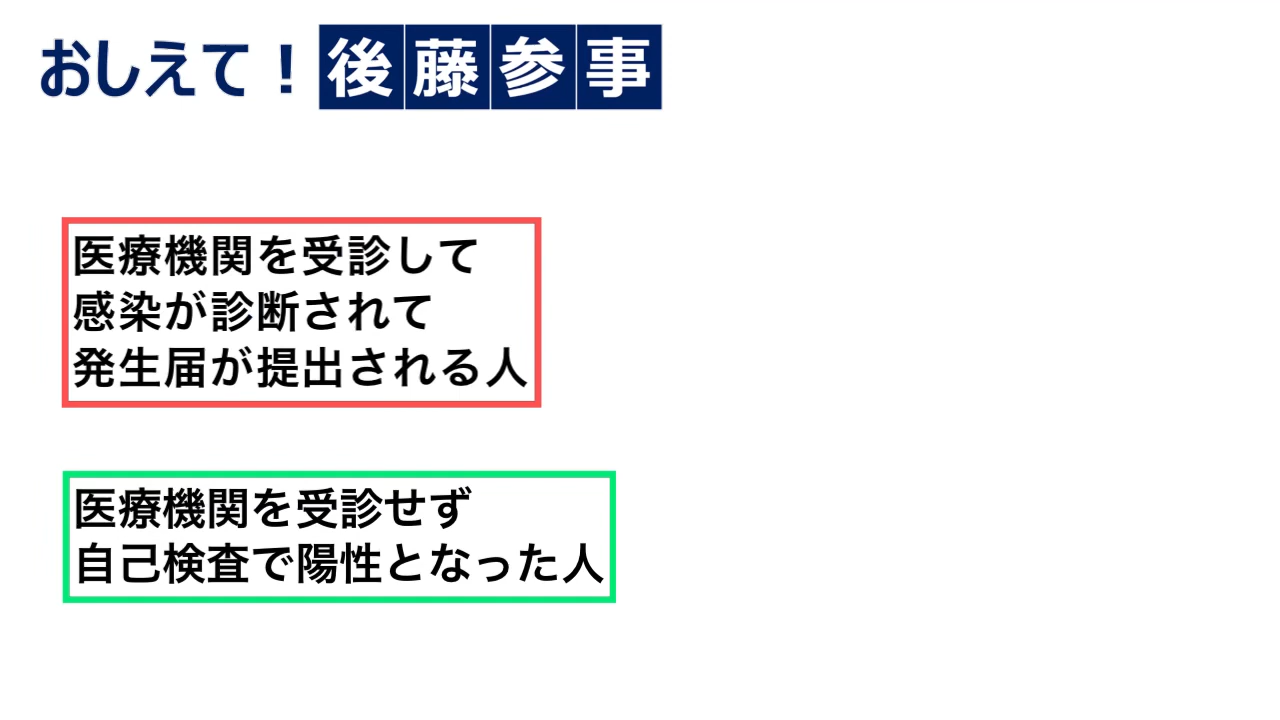 おしえて！後藤参事
医療機関を受診して
感染が診断されて
発生届が提出される人
医療機関を受診せず
自己検査で陽性となった人